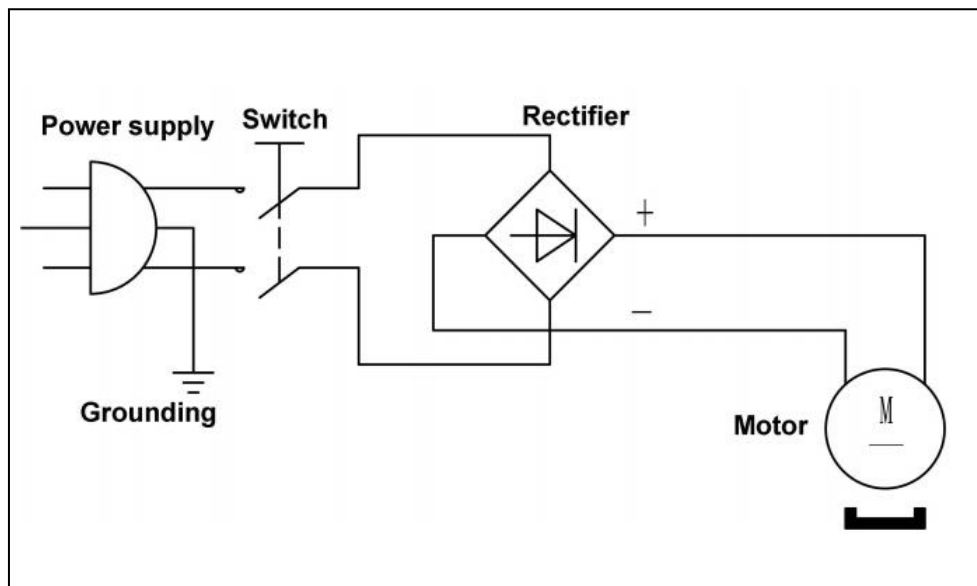 Power supply
Switch
Rectifier
+
−
Grounding
Motor
M